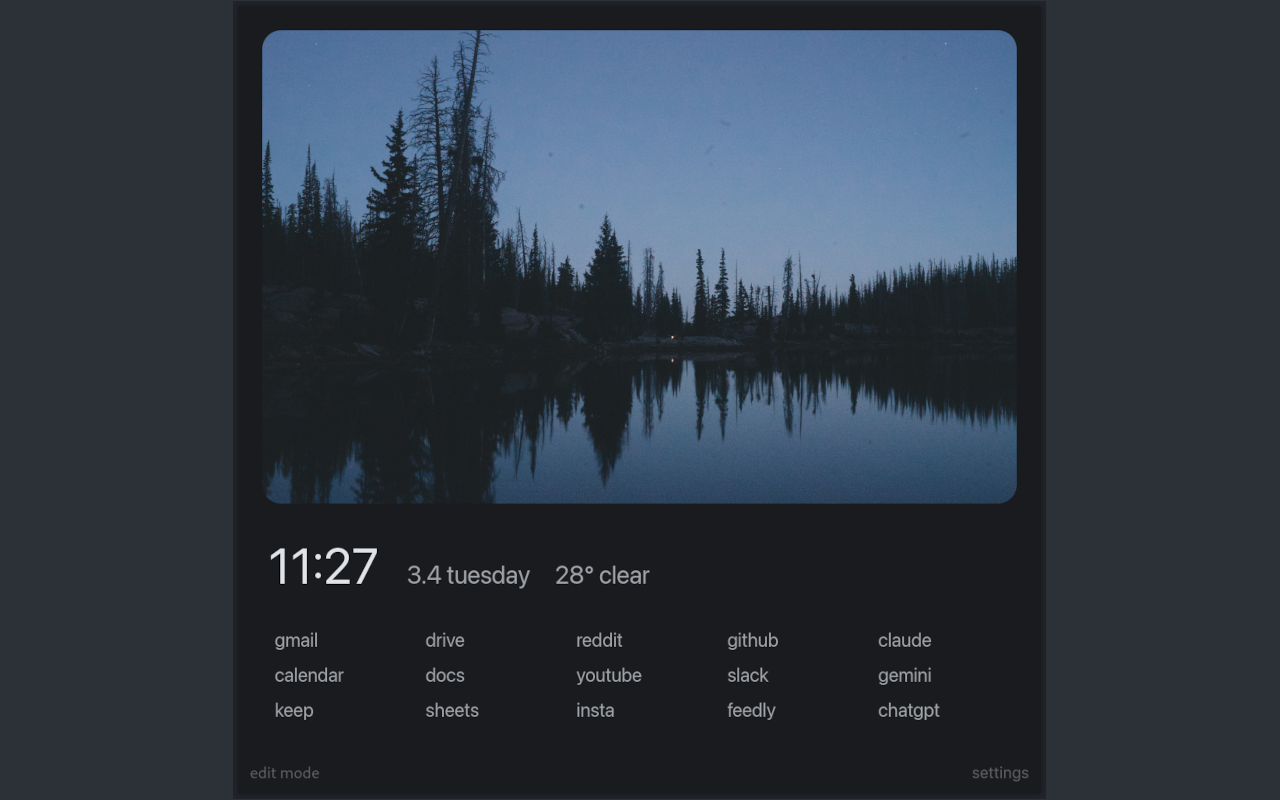 11:27 3.4 tuesday 28° clear
gmail drive reddit github claude
calendar docs youtube slack gemini
keep sheets insta feedly chatgpt
edit mode settings